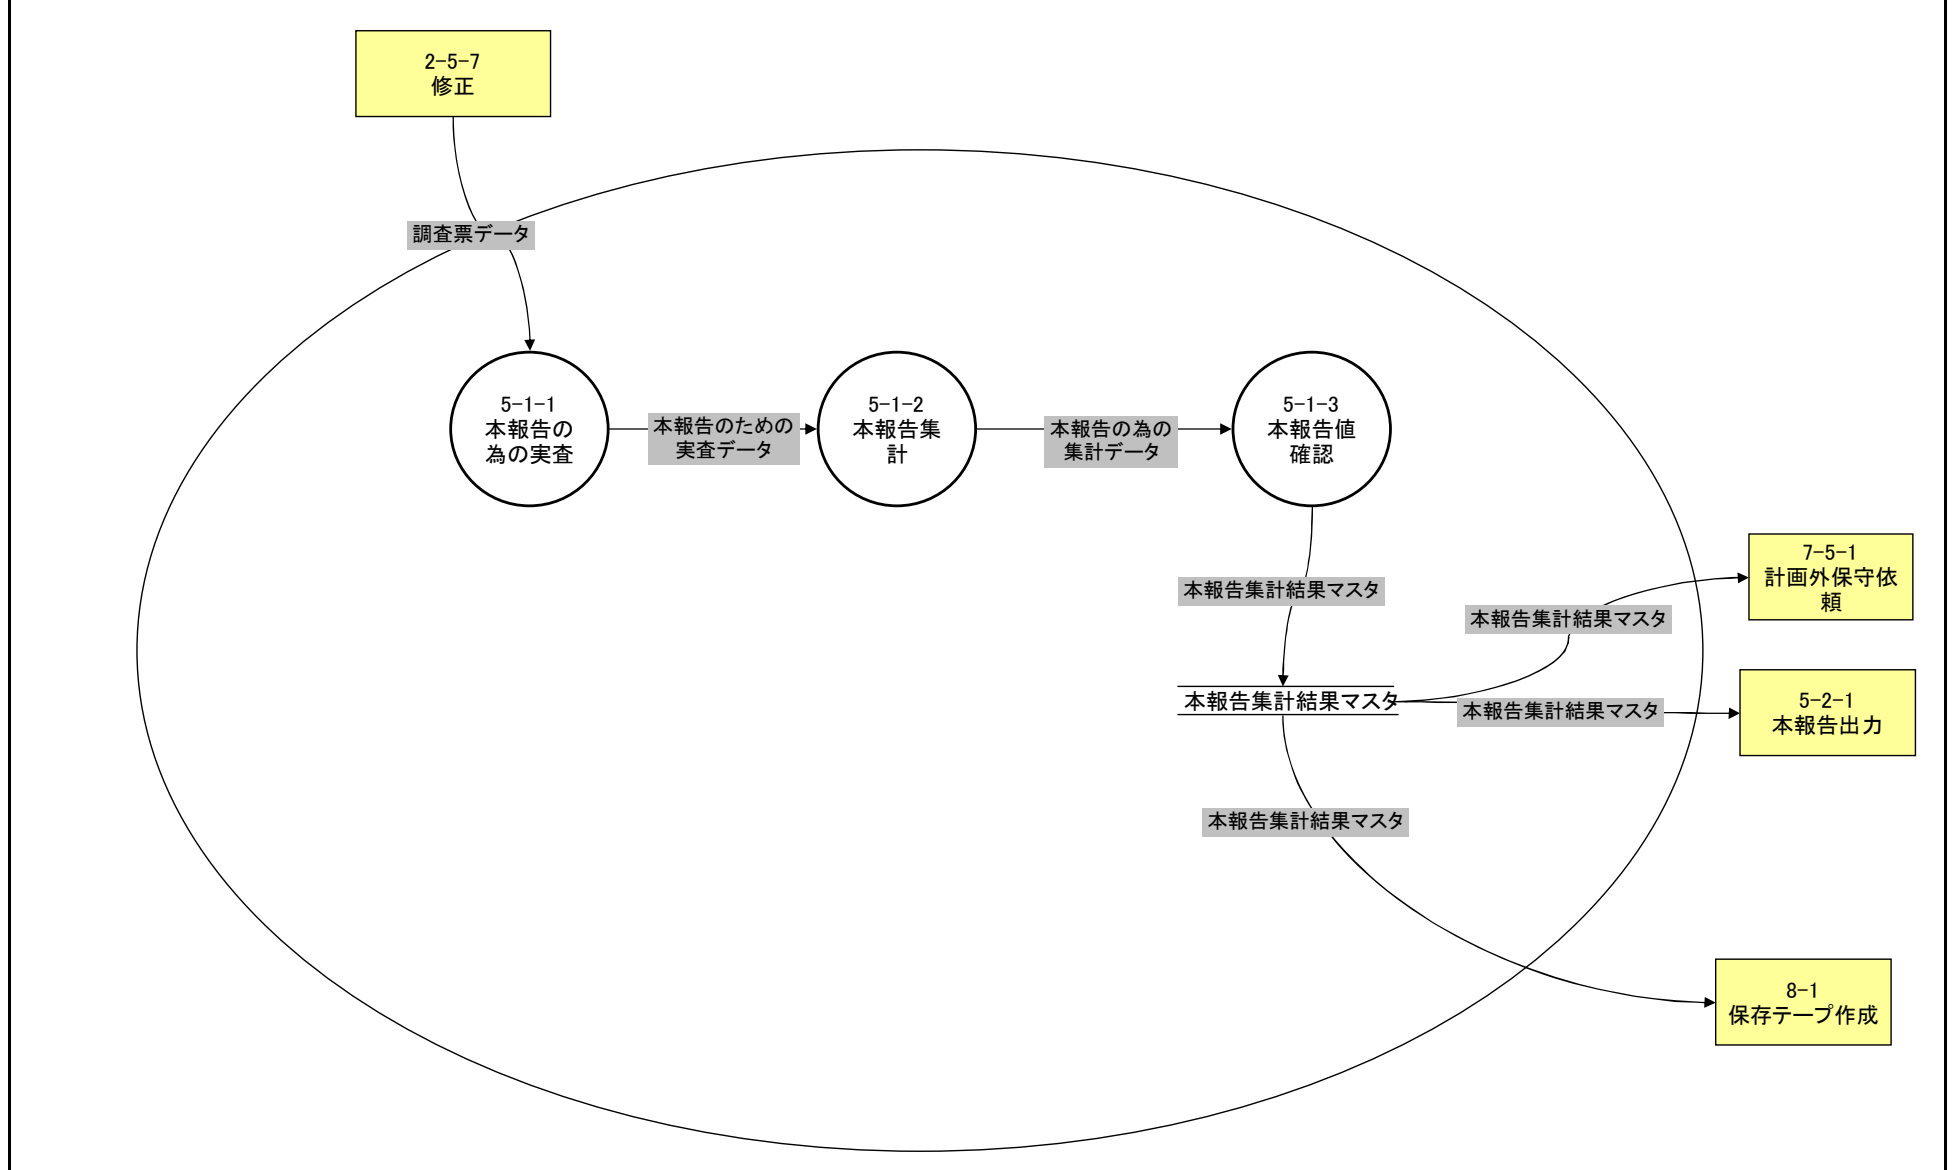 2-5-7
修正
調査票データ
5-1-1
本報告の
為の実査
本報告のための
実査データ
5-1-2
本報告集
計
本報告の為の
集計データ
5-1-3
本報告値
確認
本報告集計結果マスタ
7-5-1
計画外保守依
頼
本報告集計結果マスタ
本報告集計結果マスタ
本報告集計結果マスタ
5-2-1
本報告出力
本報告集計結果マスタ
8-1
保存テープ作成